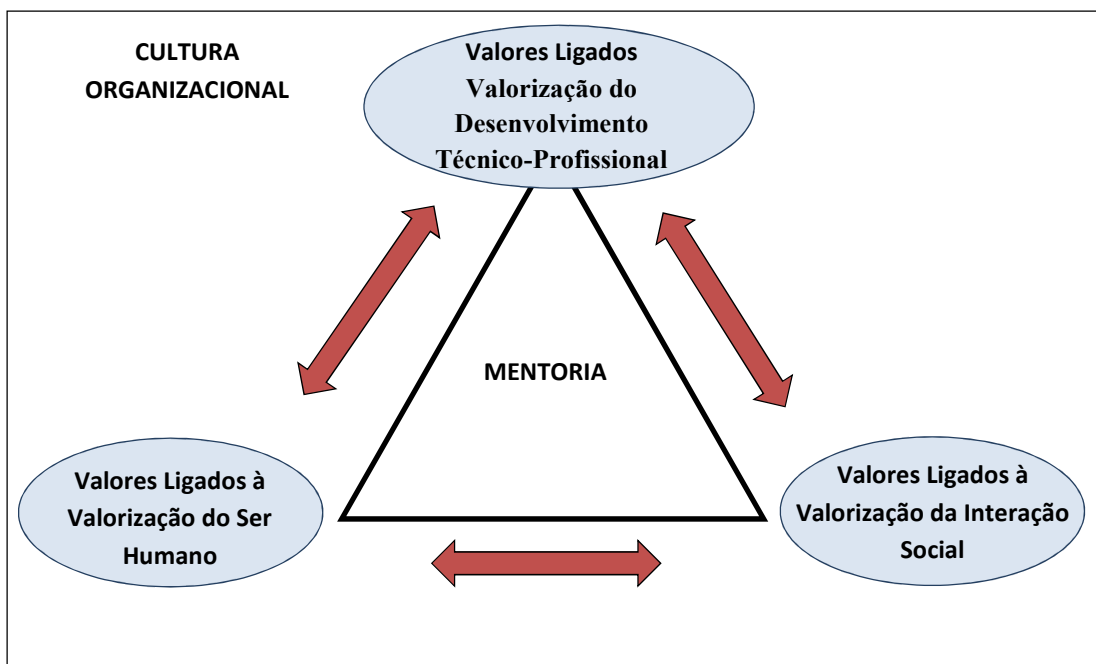 CULTURA
ORGANIZACIONAL
Valores Ligados
Valorização do
Desenvolvimento
Técnico-Profissional
MENTORIA
Valores Ligados à
Valorização do Ser
Humano
Valores Ligados à
Valorização da Interação
Social